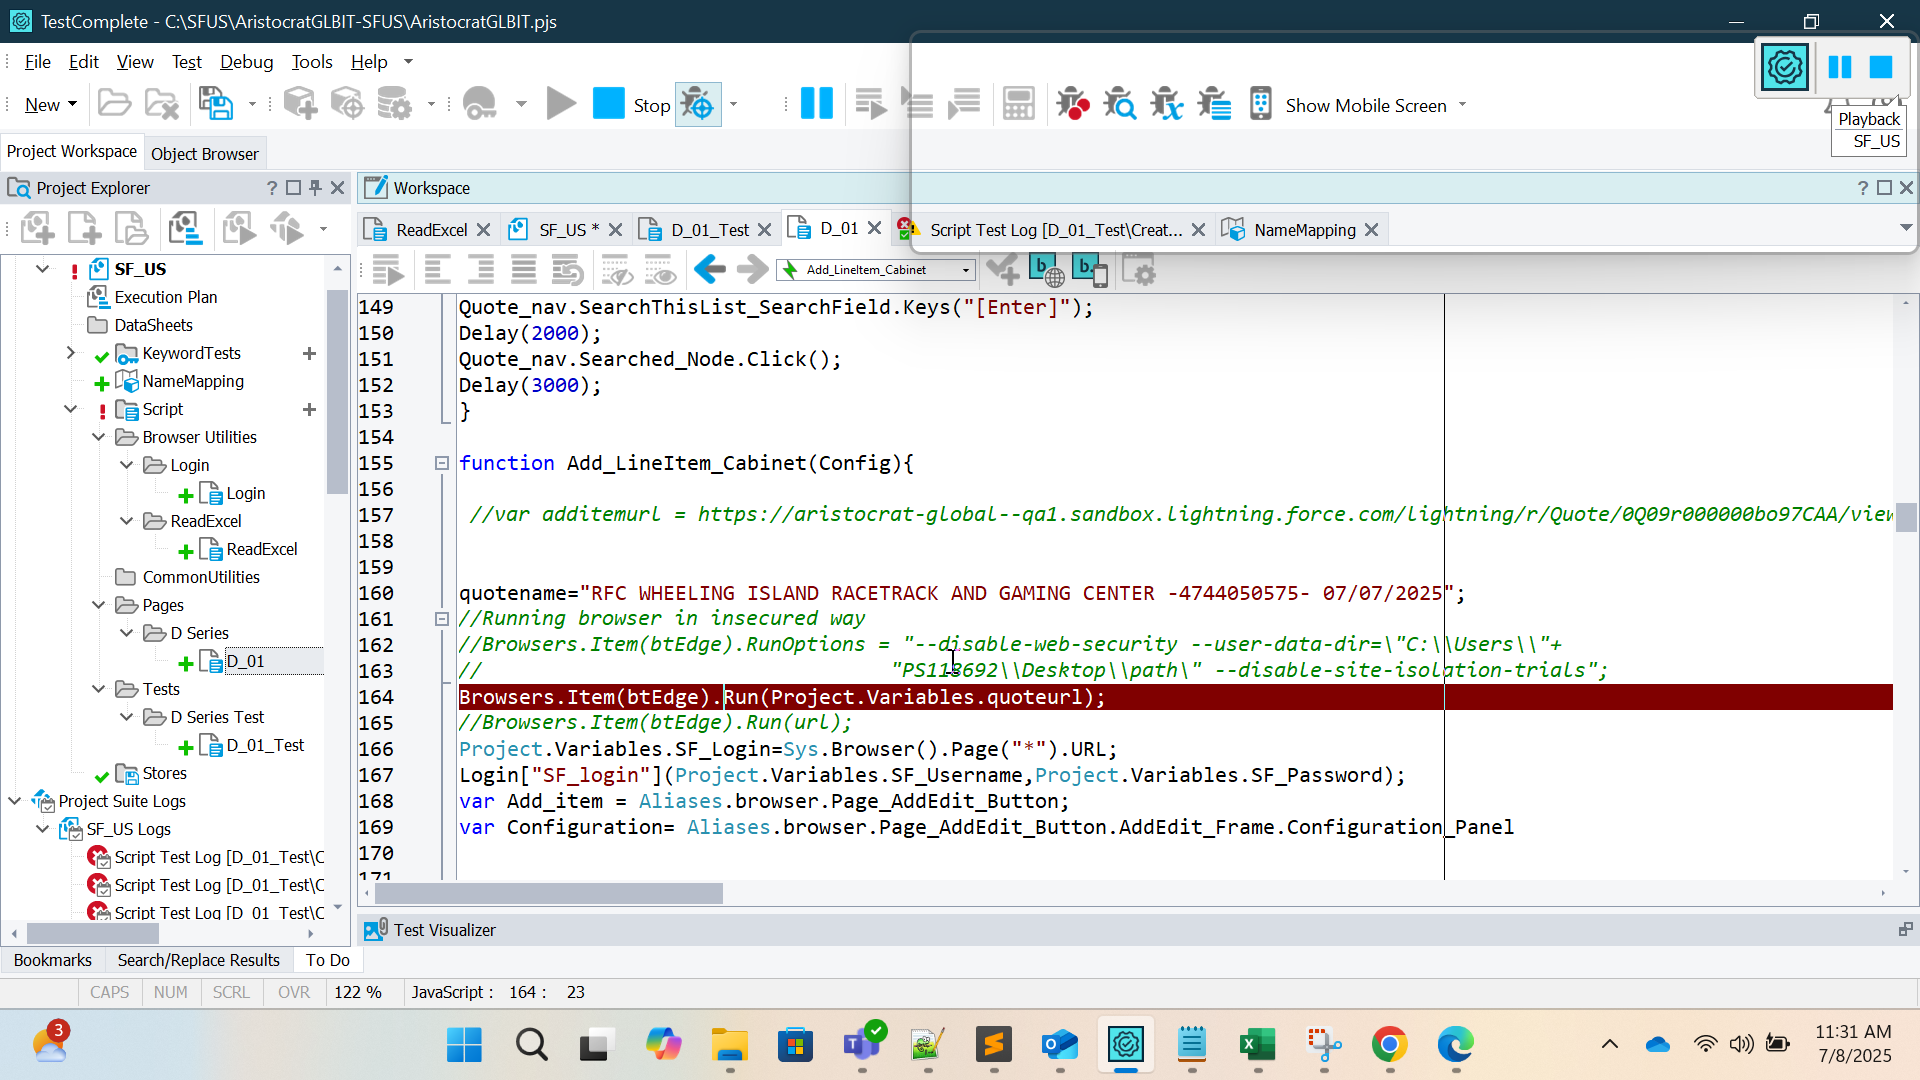 TestComplete - C:\SFUS\AristocratGLBIT-SFUS\AristocratGLBIT.pjs
File Edit View Test Debug Tools Help
New Stop Show Mobile Screen
Playback
SF_US
Project Workspace Object Browser
Project Explorer ?
Workspace ?
ReadExcel SF_US * D_01_Test D_01 Script Test Log [D_01_Test\Creat... NameMapping
Add_LineItem_Cabinet
SF_US
Execution Plan
DataSheets
KeywordTests
NameMapping
Script
Browser Utilities
Login
Login
ReadExcel
ReadExcel
CommonUtilities
Pages
D Series
D_01
Tests
D Series Test
D_01_Test
Stores
Project Suite Logs
SF_US Logs
Script Test Log [D_01_Test\C
Script Test Log [D_01_Test\C
Script Test Log [D_01_Test\C
149 Quote_nav.SearchThisList_SearchField.Keys("[Enter]");
150 Delay(2000);
151 Quote_nav.Searched_Node.Click();
152 Delay(3000);
153 }
154
155 function Add_LineItem_Cabinet(Config){
156
157 //var additemurl = https://aristocrat-global--qa1.sandbox.lightning.force.com/lightning/r/Quote/0Q09r000000bo97CAA/view
158
159
160 quotename="RFC WHEELING ISLAND RACETRACK AND GAMING CENTER -4744050575- 07/07/2025";
161 //Running browser in insecured way
162 //Browsers.Item(btEdge).RunOptions = "--disable-web-security --user-data-dir=\"C:\\Users\\"+
163 // "PS118692\\Desktop\\path\" --disable-site-isolation-trials";
164 Browsers.Item(btEdge).Run(Project.Variables.quoteurl);
165 //Browsers.Item(btEdge).Run(url);
166 Project.Variables.SF_Login=Sys.Browser().Page("*").URL;
167 Login["SF_login"](Project.Variables.SF_Username,Project.Variables.SF_Password);
168 var Add_item = Aliases.browser.Page_AddEdit_Button;
169 var Configuration= Aliases.browser.Page_AddEdit_Button.AddEdit_Frame.Configuration_Panel
170
171
Test Visualizer
Bookmarks Search/Replace Results To Do
CAPS NUM SCRL OVR 122 % JavaScript : 164 : 23
3
11:31 AM
7/8/2025